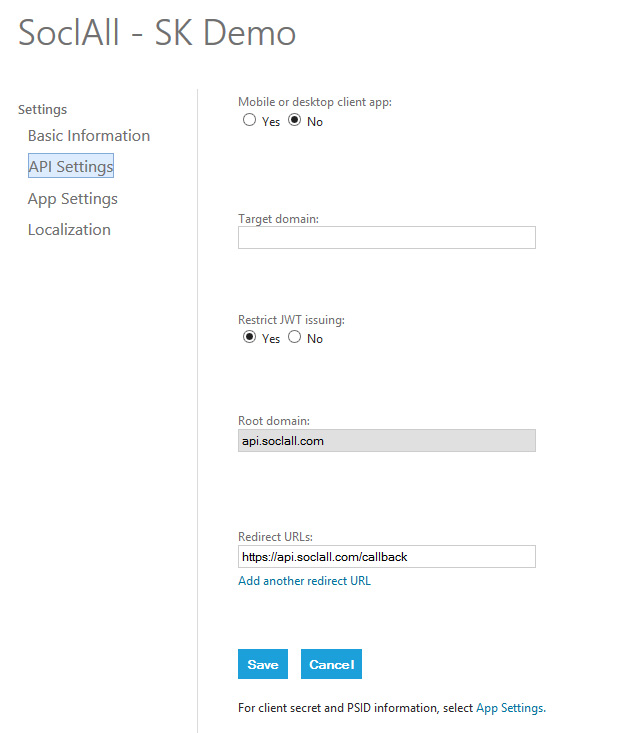 SoclAll - SK Demo
Settings
Basic Information
API Settings
App Settings
Localization
Mobile or desktop client app:
Yes No
Target domain:
Restrict JWT issuing:
Yes No
Root domain:
api.soclall.com
Redirect URLs:
https://api.soclall.com/callback
Add another redirect URL
Save Cancel
For client secret and PSID information, select App Settings.